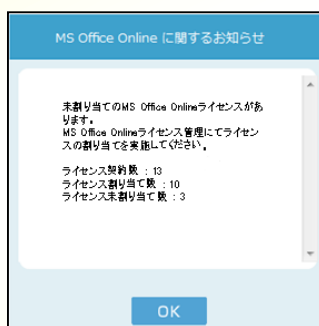 MS Office Online に関するお知らせ
未割り当てのMS Office Onlineライセンスがあ
ります。
MS Office Onlineライセンス管理にてライセン
スの割り当てを実施してください。
ライセンス契約数 : 13
ライセンス割り当て数 : 10
ライセンス未割り当て数 : 3
OK